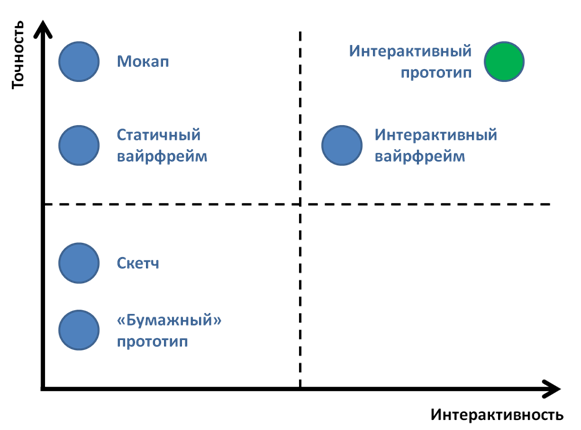 Точность
Мокап
Интерактивный
прототип
Статичный
вайрфрейм
Интерактивный
вайрфрейм
Скетч
«Бумажный»
прототип
Интерактивность